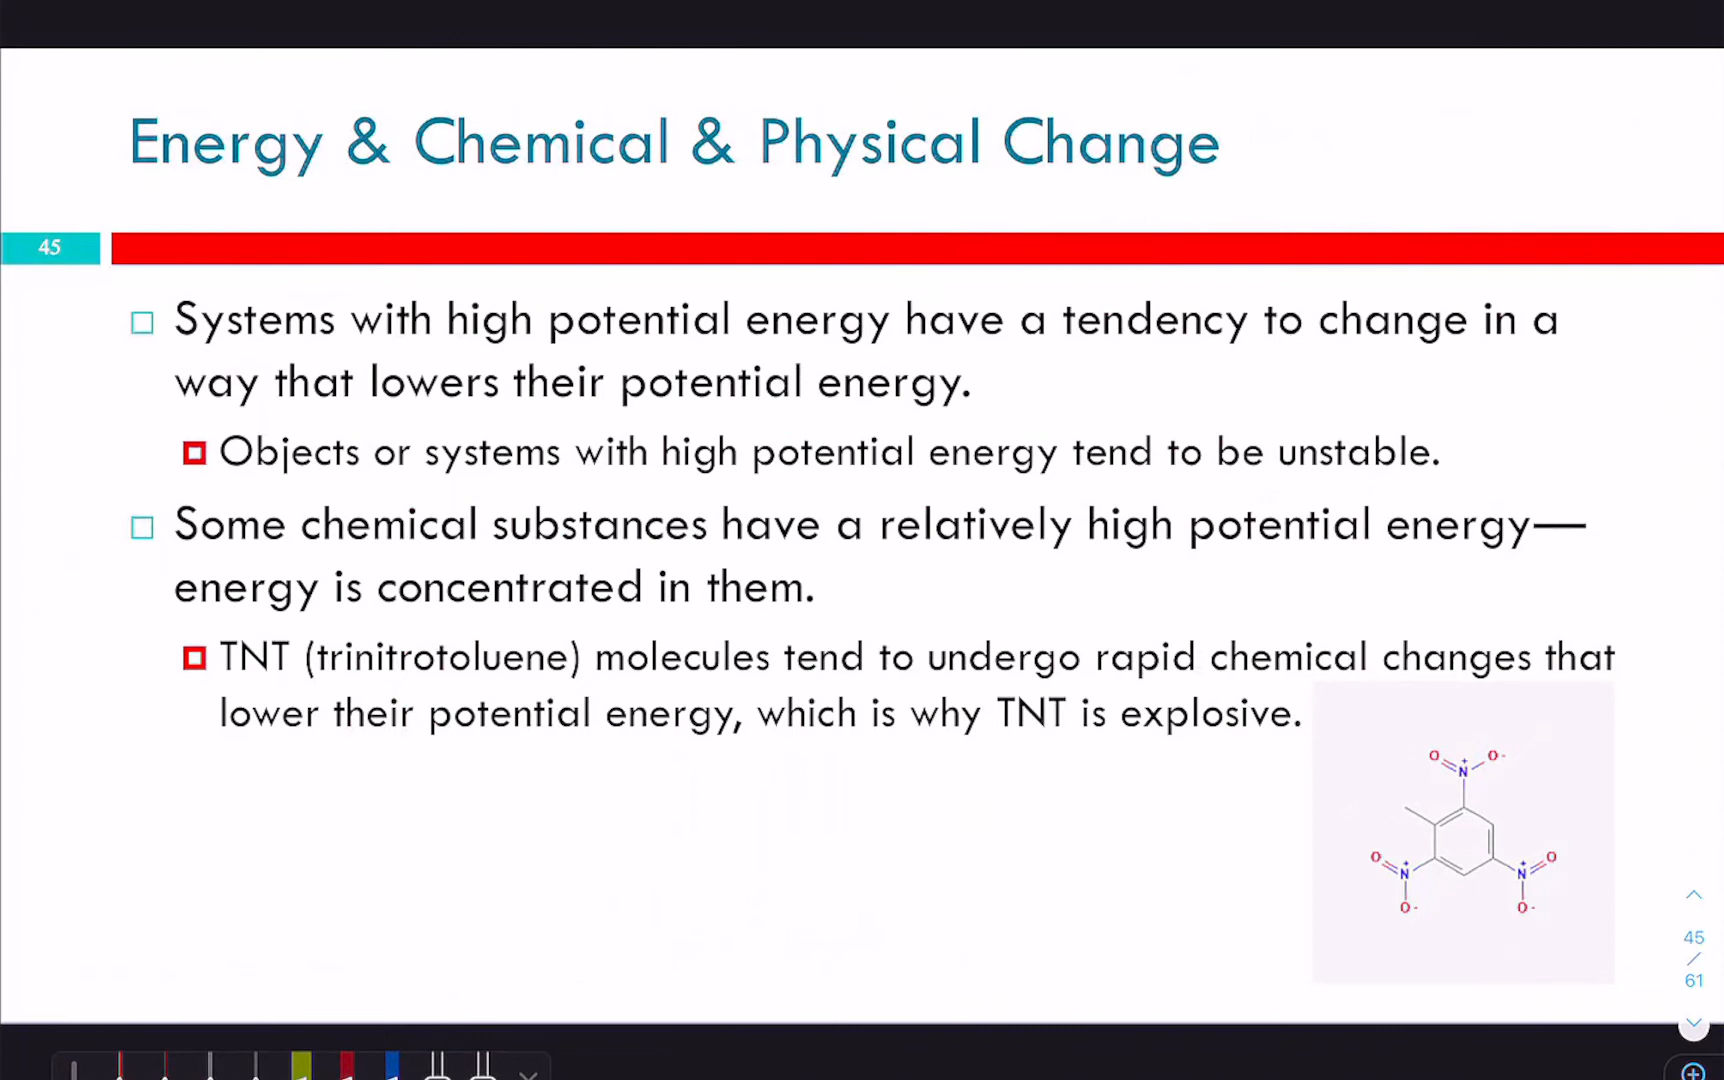 Energy & Chemical & Physical Change
45
Systems with high potential energy have a tendency to change in a
way that lowers their potential energy.
Objects or systems with high potential energy tend to be unstable.
Some chemical substances have a relatively high potential energy—
energy is concentrated in them.
TNT (trinitrotoluene) molecules tend to undergo rapid chemical changes that
lower their potential energy, which is why TNT is explosive.
O N+ O-
O N+ O-
N+ O O-
45
/
61